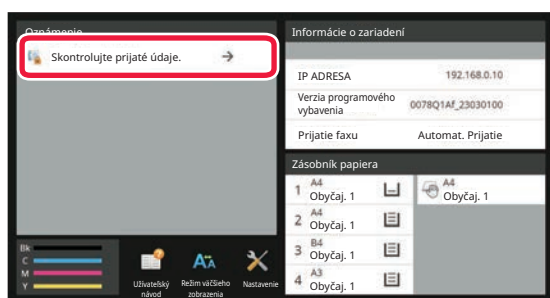 Oznámenie
Skontrolujte prijaté údaje.
Informácie o zariadení
IP ADRESA 192.168.0.10
Verzia programového
vybavenia 0078Q1Af_23030100
Prijatie faxu Automat. Prijatie
Zásobník papiera
1 A4
Obyčaj. 1
A4
Obyčaj. 1
2 A4
Obyčaj. 1
3 B4
Obyčaj. 1
4 A3
Obyčaj. 1
Bk
C
M
Y
Užívateľský
návod
Režim väčšieho
zobrazenia
Nastavenie